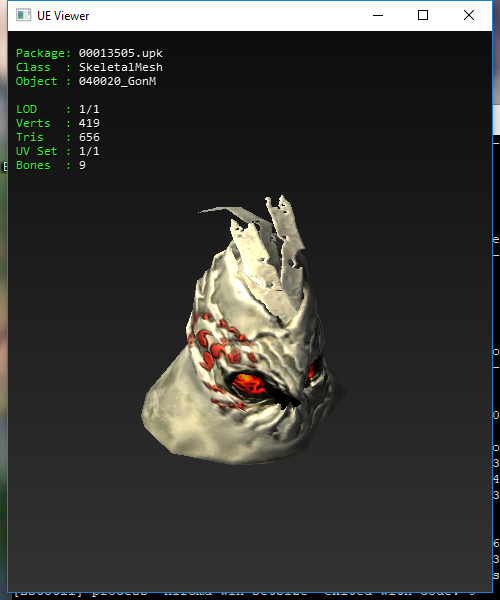 UE Viewer
Package: 00013505.upk
Class : SkeletalMesh
Object : 040020_GonM
LOD : 1/1
Verts : 419
Tris : 656
UV Set : 1/1
Bones : 9